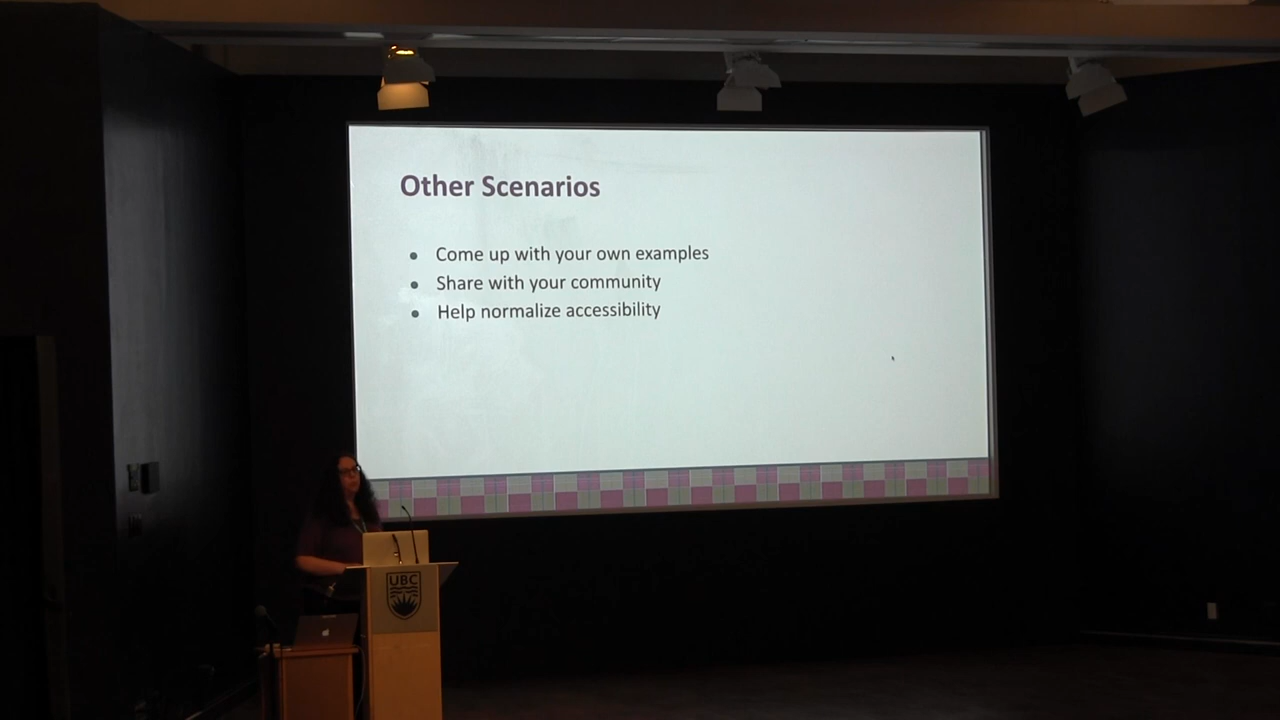 Other Scenarios
● Come up with your own examples
● Share with your community
● Help normalize accessibility
UBC